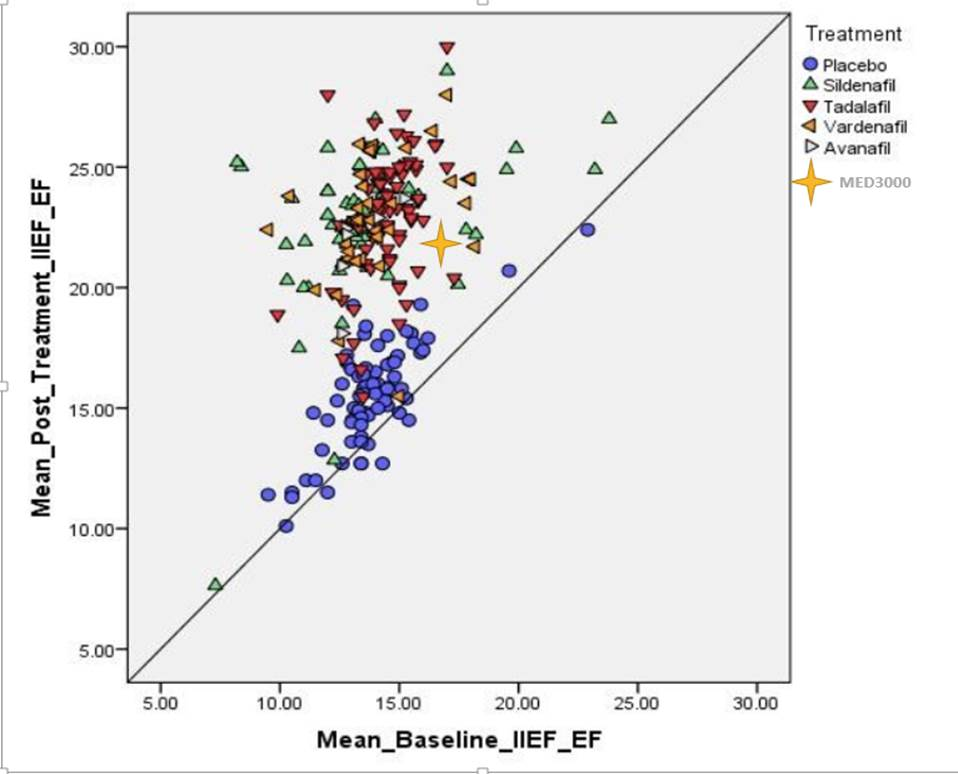 Treatment
Placebo
Sildenafil
Tadalafil
Vardenafil
Avanafil
MED3000
Mean_Post_Treatment_IIEF_EF
30.00
25.00
20.00
15.00
10.00
5.00
5.00 10.00 15.00 20.00 25.00 30.00
Mean_Baseline_IIEF_EF